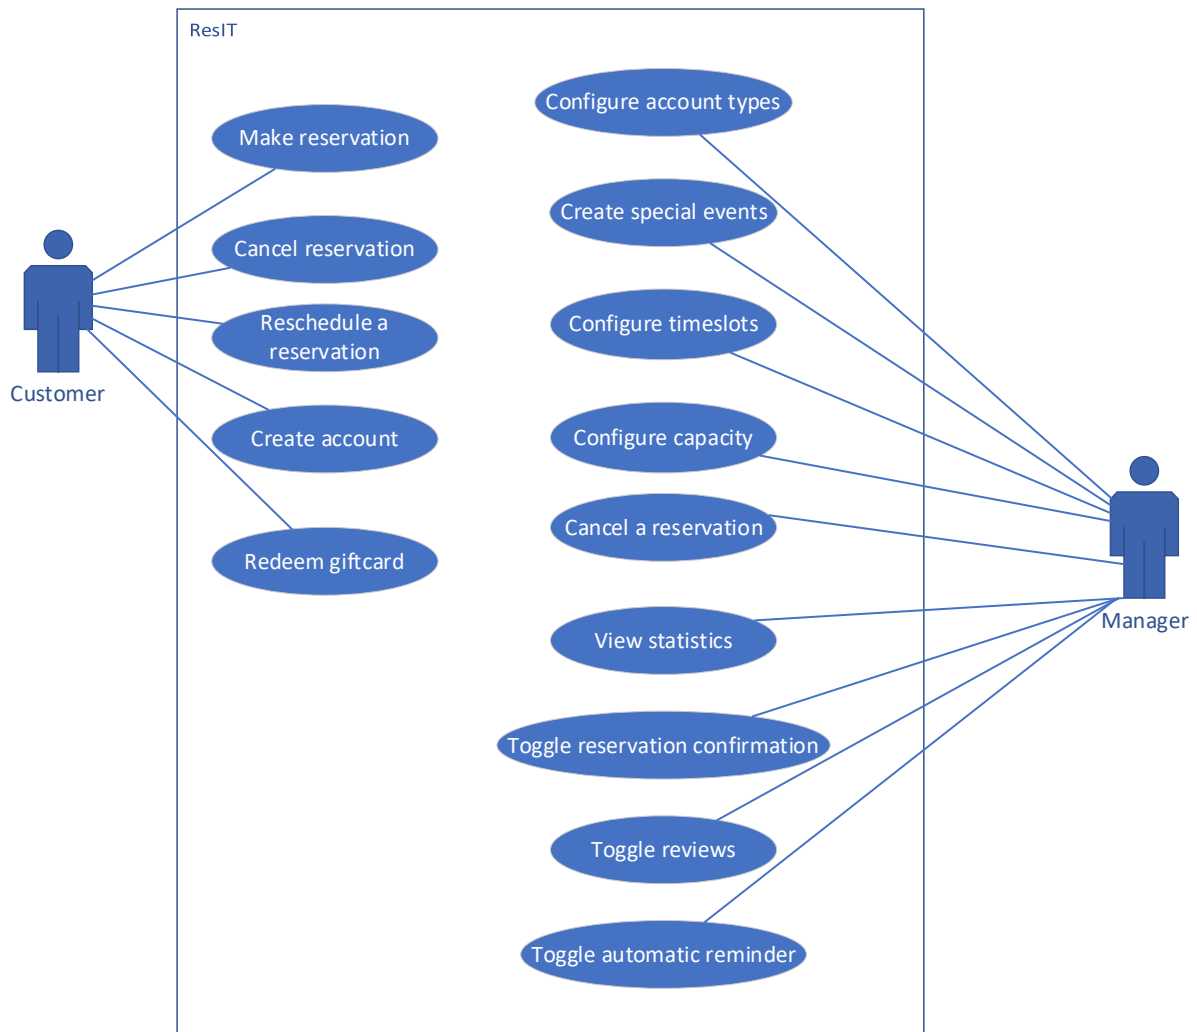 ResIT
Make reservation
Cancel reservation
Reschedule a
reservation
Create account
Redeem giftcard
Customer
Configure account types
Create special events
Configure timeslots
Configure capacity
Cancel a reservation
View statistics
Toggle reservation confirmation
Toggle reviews
Toggle automatic reminder
Manager